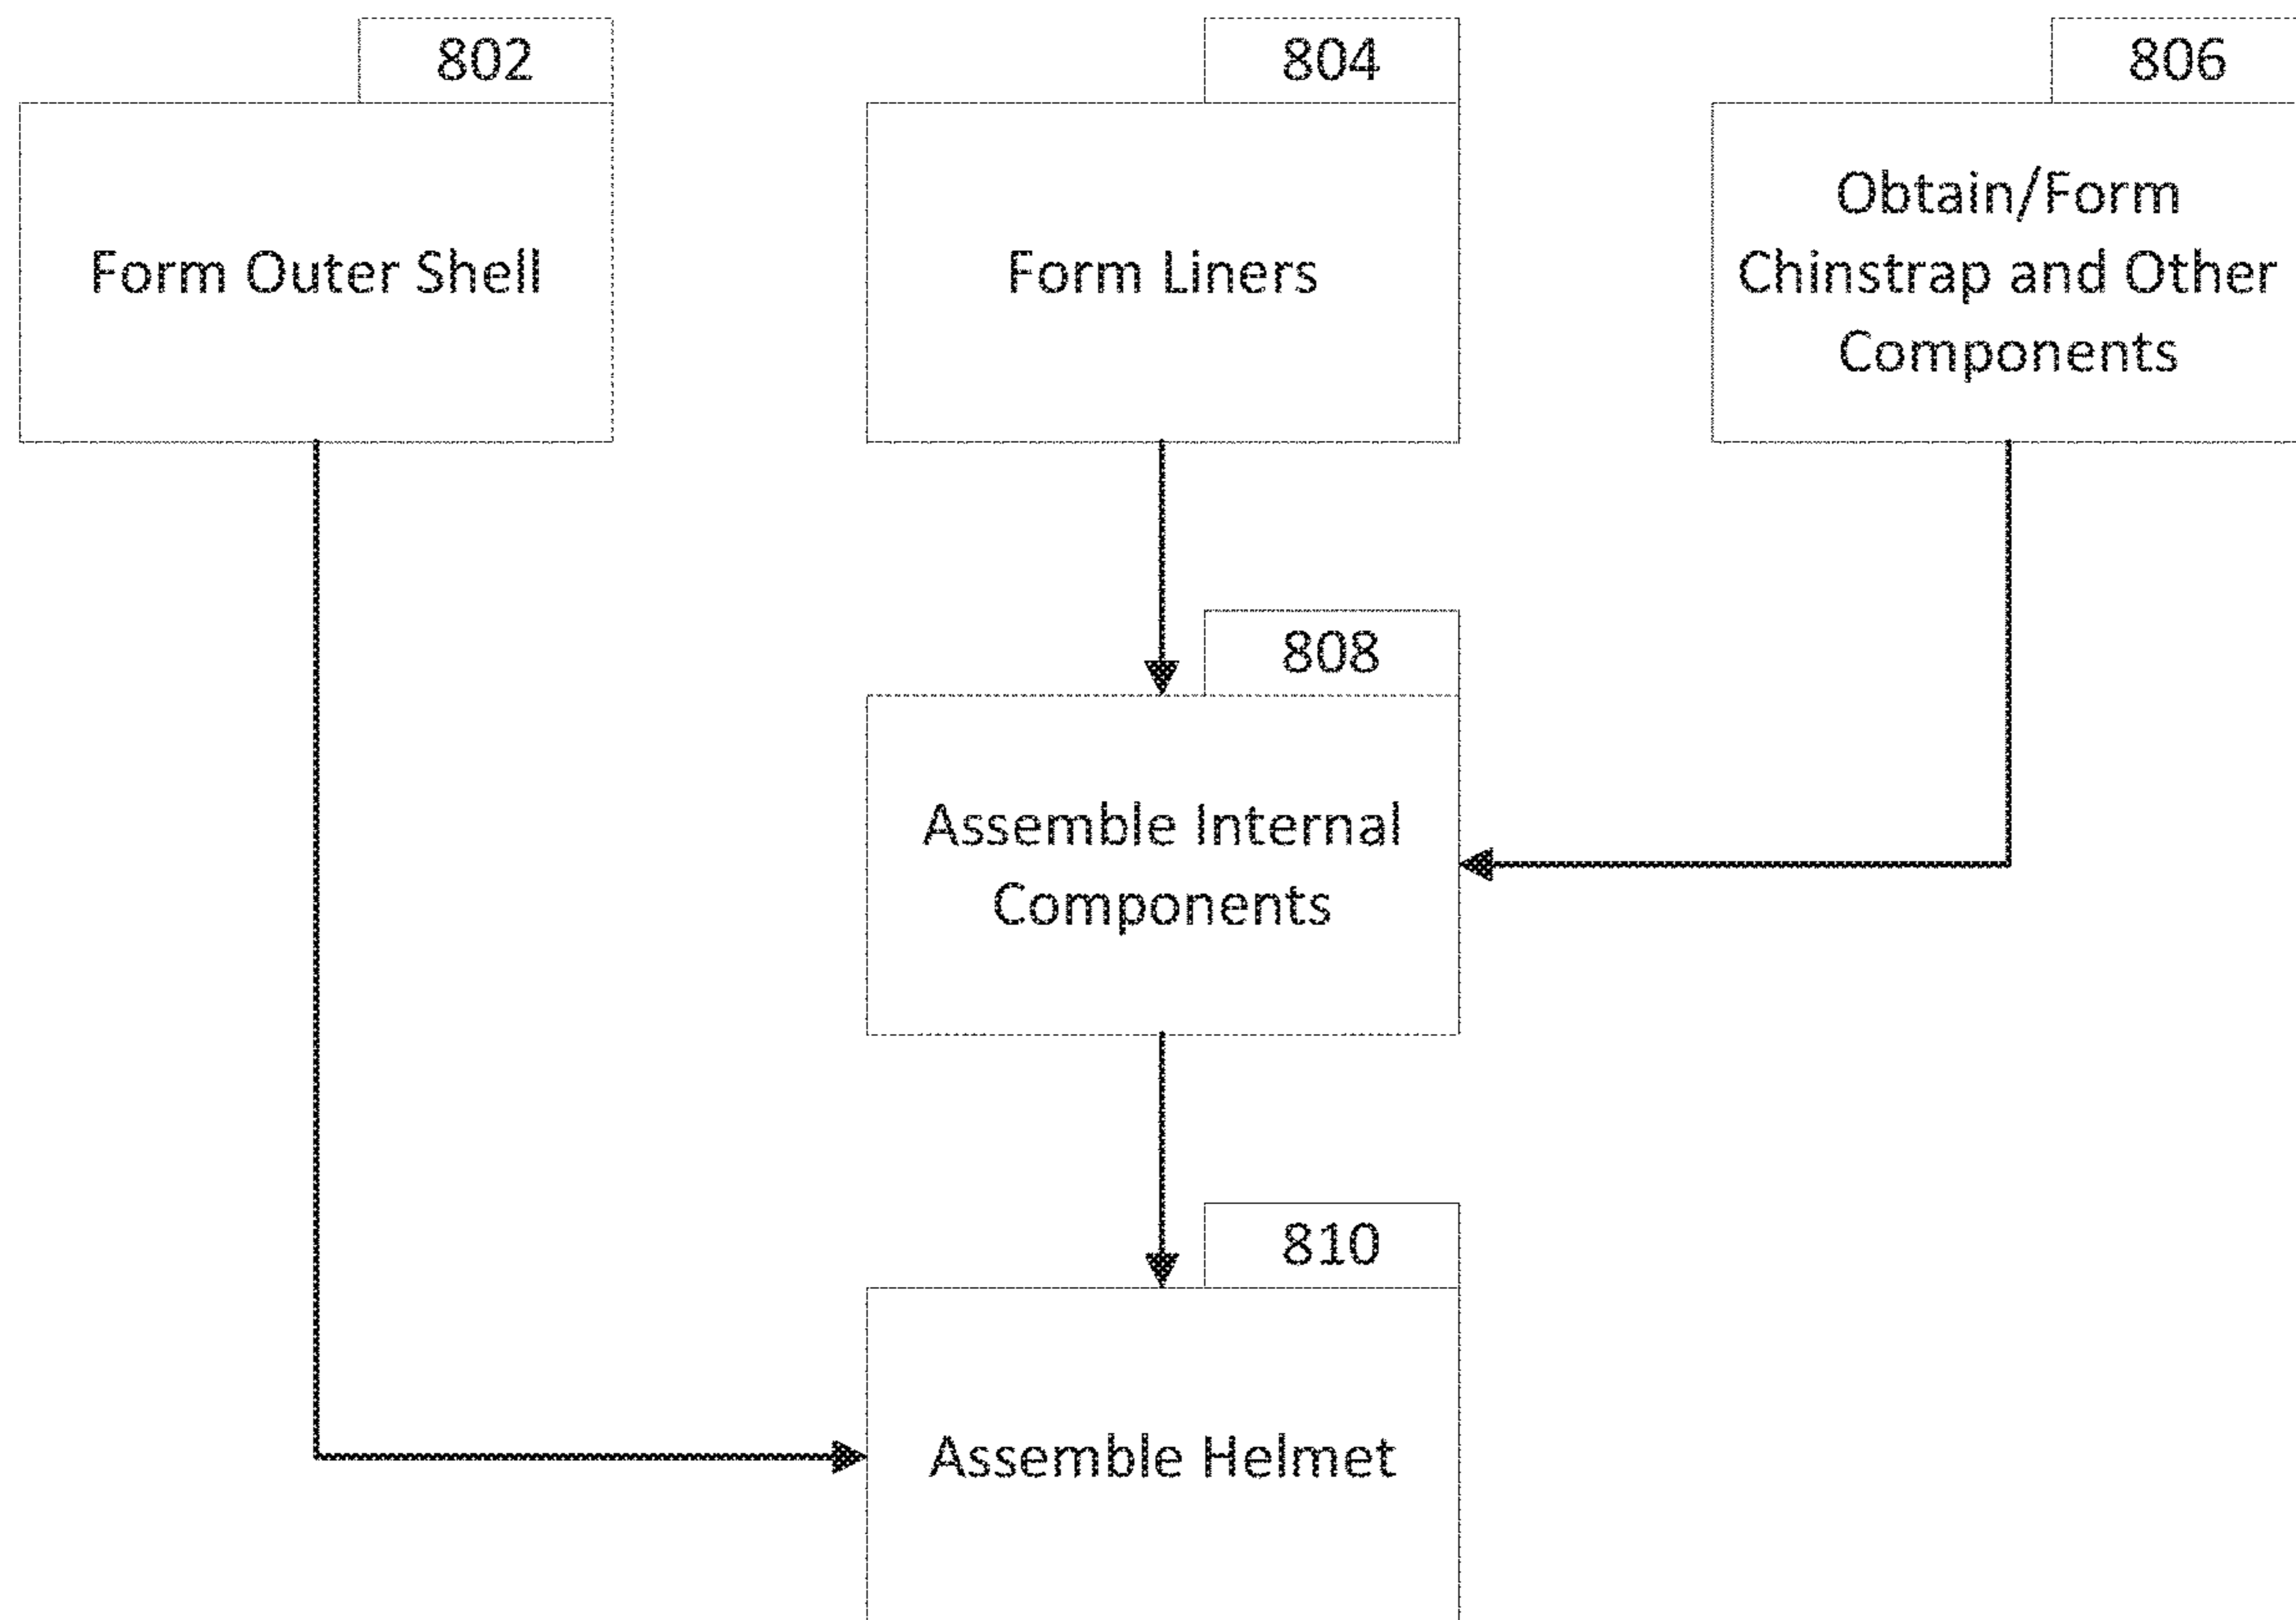 802
Form Outer Shell
804
Form Liners
806
Obtain/Form
Chinstrap and Other
Components
808
Assemble Internal
Components
810
Assemble Helmet